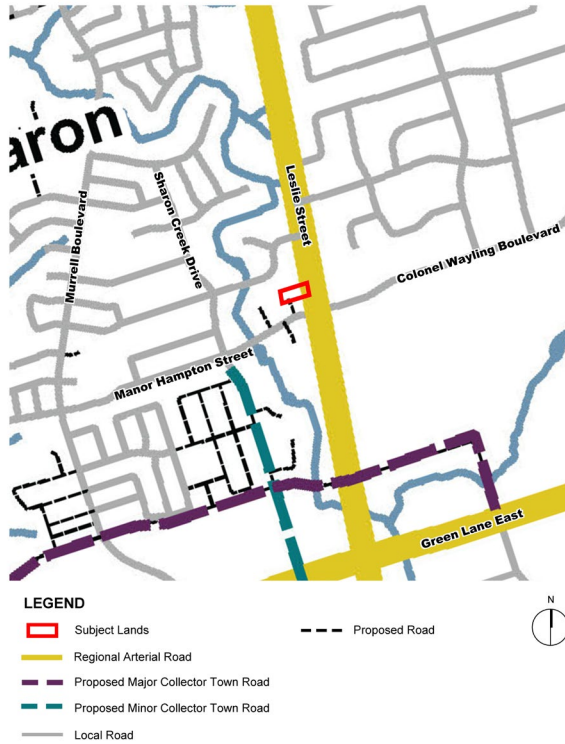 aron
Leslie Street
Sharon Creek Drive
Murrell Boulevard
Colonel Wayling Boulevard
Manor Hampton Street
Green Lane East
LEGEND
Subject Lands
Proposed Road
N
Regional Arterial Road
Proposed Major Collector Town Road
Proposed Minor Collector Town Road
Local Road